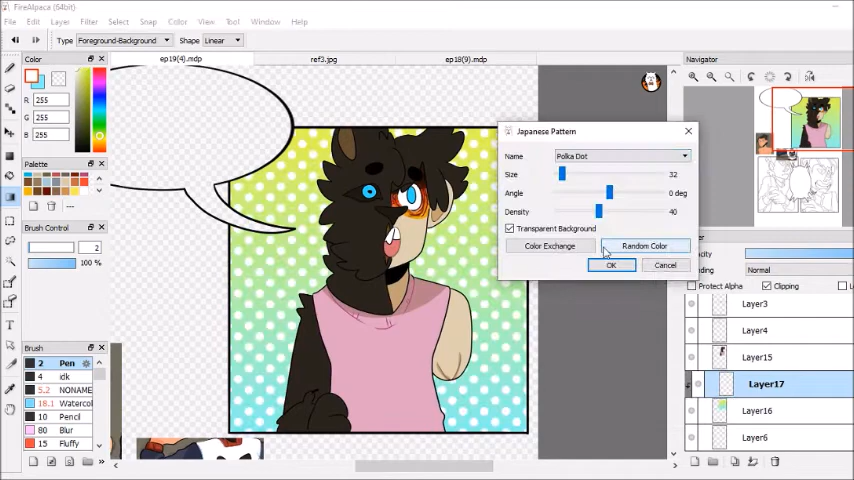 FireAlpaca (64bit)
File Edit Layer Filter Select Snap Color View Tool Window Help
Type Foreground-Background Shape Linear
Color
ep19(4).mdp ref3.jpg ep18(9).mdp
Navigator
R 255
G 255
B 255
Palette
---
Brush Control
2
100 %
Brush
2 Pen
4 idk
5.2 NONAME
18.1 Watercol
10 Pencil
80 Blur
15 Fluffy
Japanese Pattern
Name Polka Dot
Size 32
Angle 0 deg
Density 40
Transparent Background
Color Exchange Random Color
OK Cancel
Normal
Protect Alpha Clipping
Layer3
Layer4
Layer15
Layer17
Layer16
Layer6